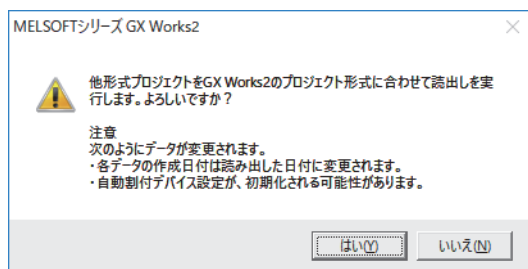 MELSOFTシリーズ GX Works2
他形式プロジェクトをGX Works2のプロジェクト形式に合わせて読出しを実
行します。よろしいですか？
注意
次のようにデータが変更されます。
・各データの作成日付は読み出した日付に変更されます。
・自動割付デバイス設定が、初期化される可能性があります。
はい(Y)
いいえ(N)